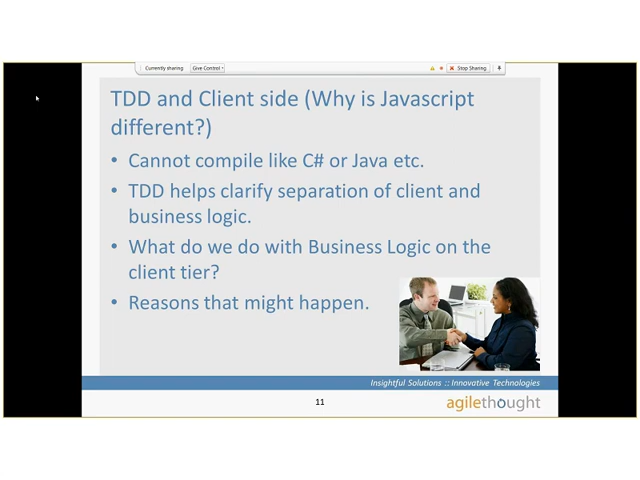 Currently sharing
Give Control
Stop Sharing
TDD and Client side (Why is Javascript
different?)
• Cannot compile like C# or Java etc.
• TDD helps clarify separation of client and
business logic.
• What do we do with Business Logic on the
client tier?
• Reasons that might happen.
Insightful Solutions :: Innovative Technologies
11
agilethought